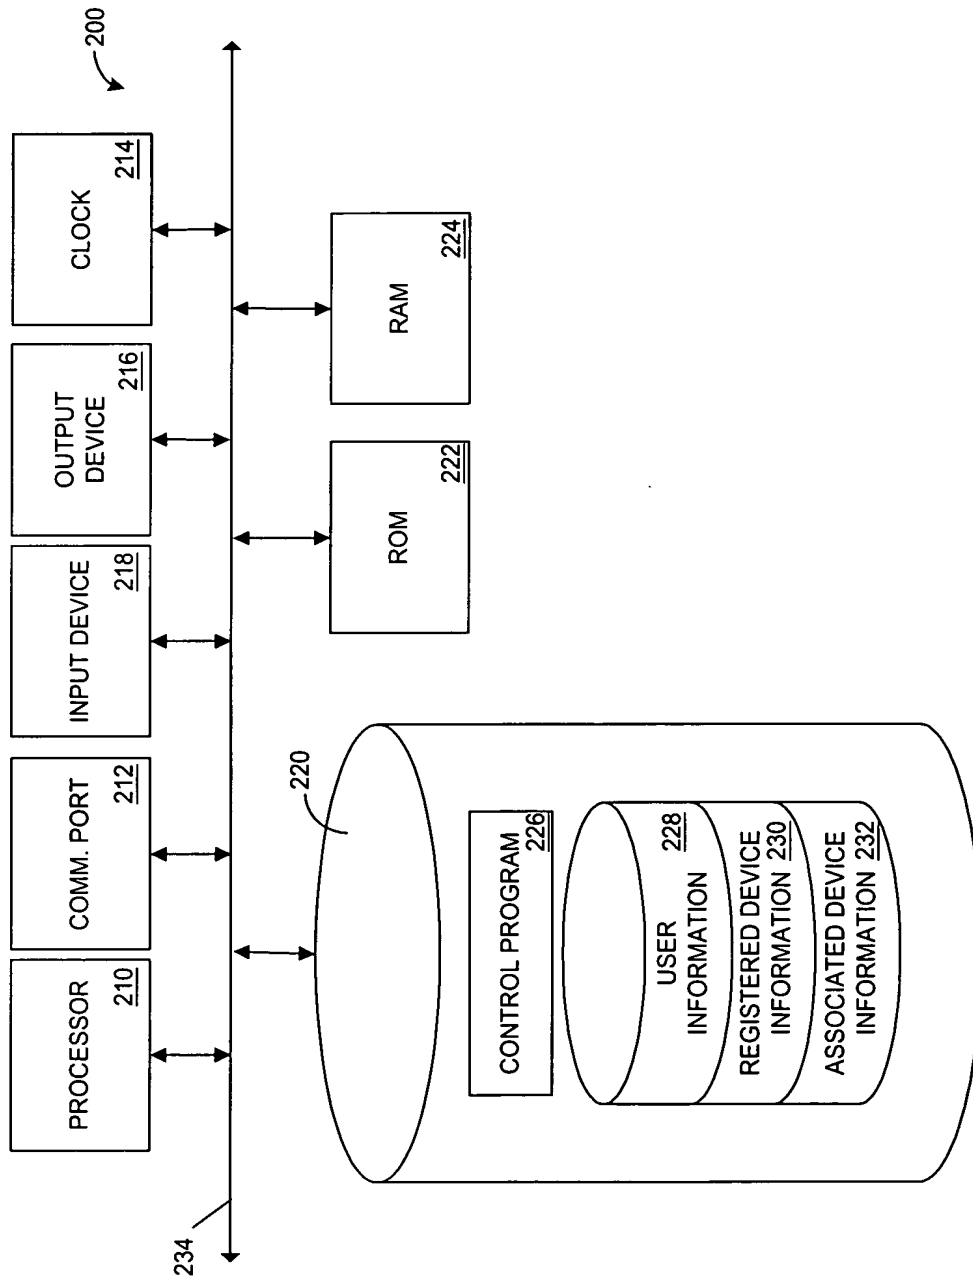 200
PROCESSOR
210
COMM. PORT
212
INPUT DEVICE
218
OUTPUT
DEVICE
216
CLOCK
214
234
220
ROM
222
RAM
224
CONTROL PROGRAM
226
USER
INFORMATION
228
REGISTERED DEVICE
INFORMATION 230
ASSOCIATED DEVICE
INFORMATION 232